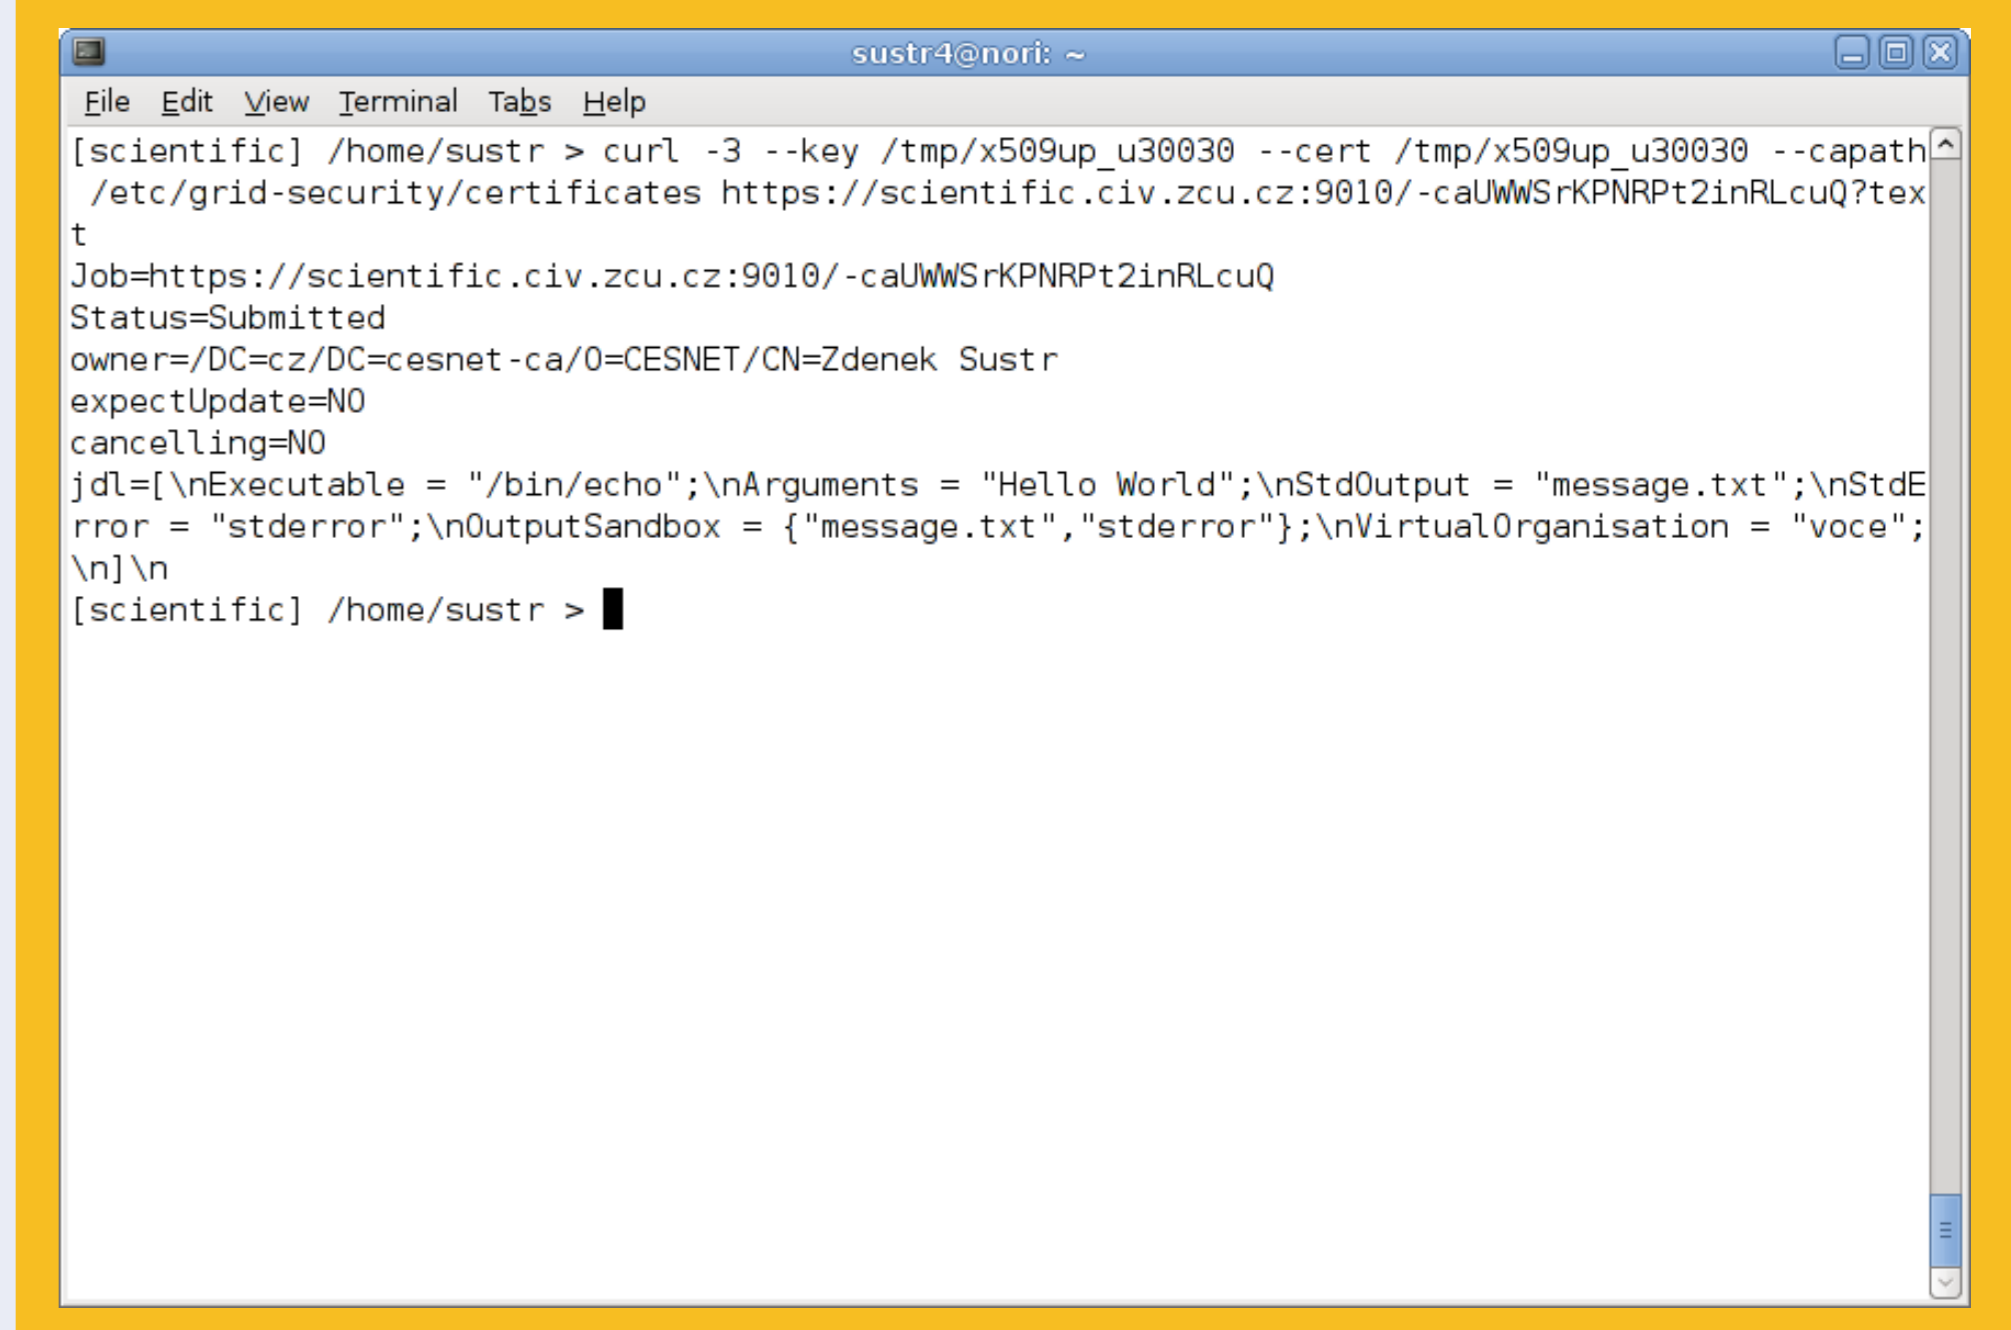 sustr4@nori: ~
File Edit View Terminal Tabs Help
[scientific] /home/sustr > curl -3 --key /tmp/x509up_u30030 --cert /tmp/x509up_u30030 --capath
 /etc/grid-security/certificates https://scientific.civ.zcu.cz:9010/-caUWWSrKPNRPt2inRLcuQ?tex
t
Job=https://scientific.civ.zcu.cz:9010/-caUWWSrKPNRPt2inRLcuQ
Status=Submitted
owner=/DC=cz/DC=cesnet-ca/O=CESNET/CN=Zdenek Sustr
expectUpdate=NO
cancelling=NO
jdl=[\nExecutable = "/bin/echo";\nArguments = "Hello World";\nStdOutput = "message.txt";\nStdE
rror = "stderror";\nOutputSandbox = {"message.txt","stderror"};\nVirtualOrganisation = "voce";
\n]\n
[scientific] /home/sustr >